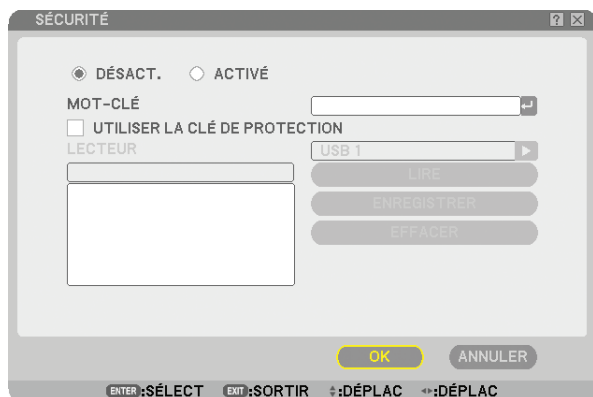 SÉCURITÉ ?
DÉSACT. ACTIVÉ
MOT-CLÉ
UTILISER LA CLÉ DE PROTECTION
LECTEUR USB 1
LIRE
ENREGISTRER
EFFACER
OK ANNULER
ENTER:SÉLECT EXIT:SORTIR :DÉPLAC :DÉPLAC